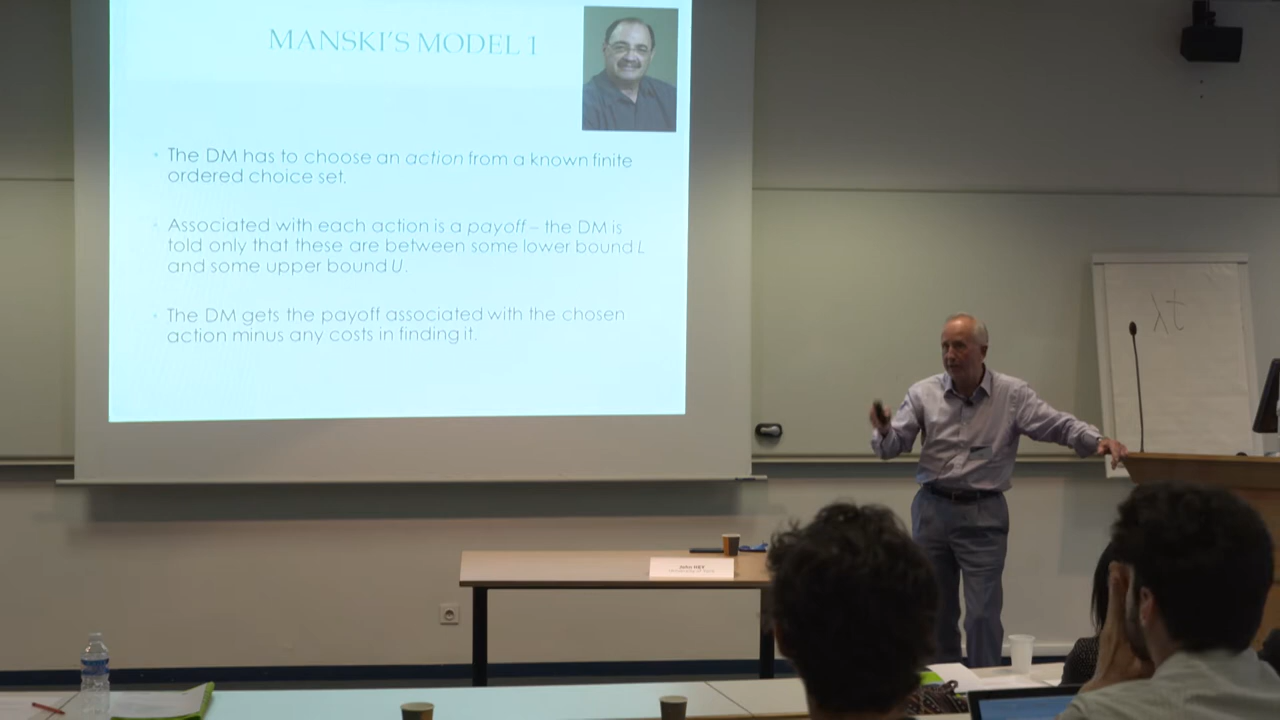 MANSKI'S MODEL 1
• The DM has to choose an action from a known finite
ordered choice set.
• Associated with each action is a payoff – the DM is
told only that these are between some lower bound L
and some upper bound U.
• The DM gets the payoff associated with the chosen
action minus any costs in finding it.
λt
John HEY